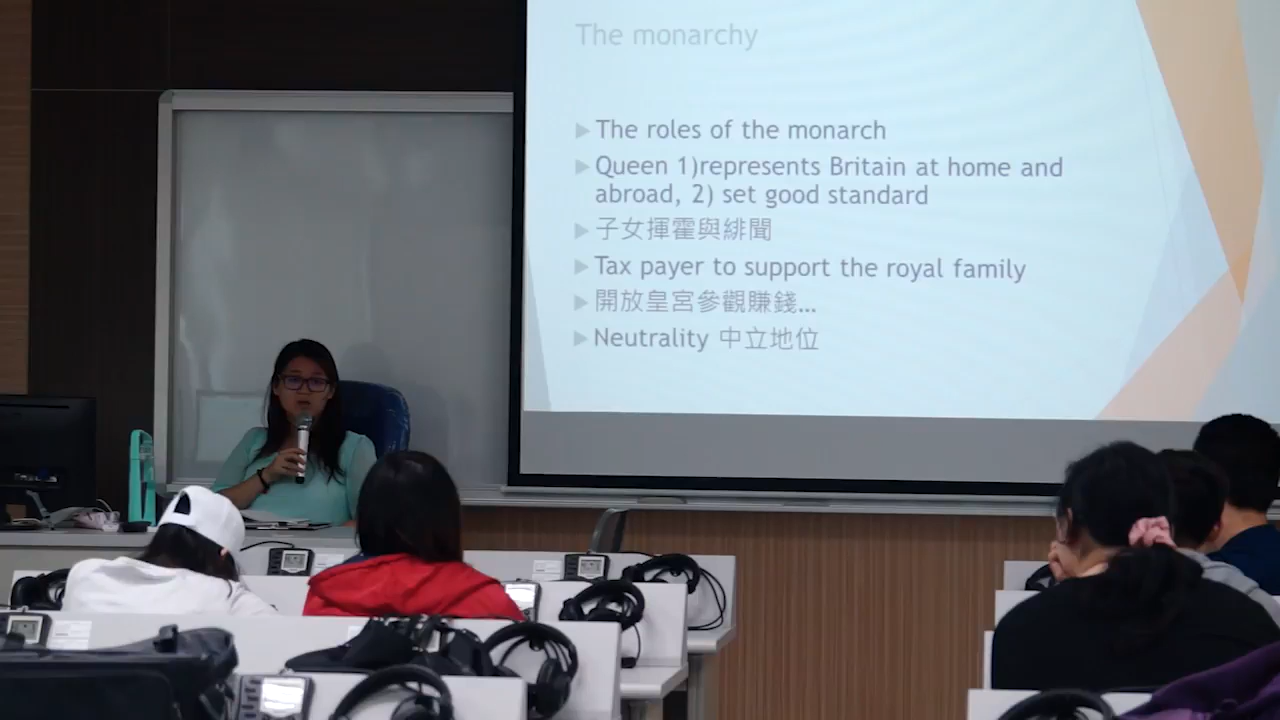 The monarchy
The roles of the monarch
Queen 1)represents Britain at home and
abroad, 2) set good standard
子女揮霍與緋聞
Tax payer to support the royal family
開放皇宮參觀賺錢…
Neutrality 中立地位